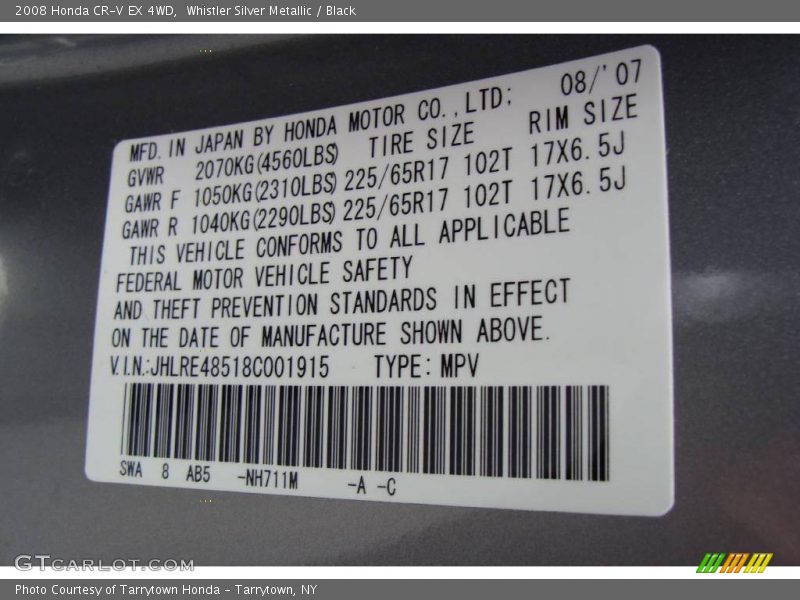 2008 Honda CR-V EX 4WD, Whistler Silver Metallic / Black
08/'07
MFD. IN JAPAN BY HONDA MOTOR CO., LTD;
GVWR 2070KG(4560LBS) TIRE SIZE RIM SIZE
GAWR F 1050KG(2310LBS) 225/65R17 102T 17X6.5J
GAWR R 1040KG(2290LBS) 225/65R17 102T 17X6.5J
THIS VEHICLE CONFORMS TO ALL APPLICABLE
FEDERAL MOTOR VEHICLE SAFETY
AND THEFT PREVENTION STANDARDS IN EFFECT
ON THE DATE OF MANUFACTURE SHOWN ABOVE.
V.I.N.:JHLRE48518C001915 TYPE: MPV
SWA 8 AB5 -NH711M -A -C
GTCARLOT.COM
Photo Courtesy of Tarrytown Honda - Tarrytown, NY